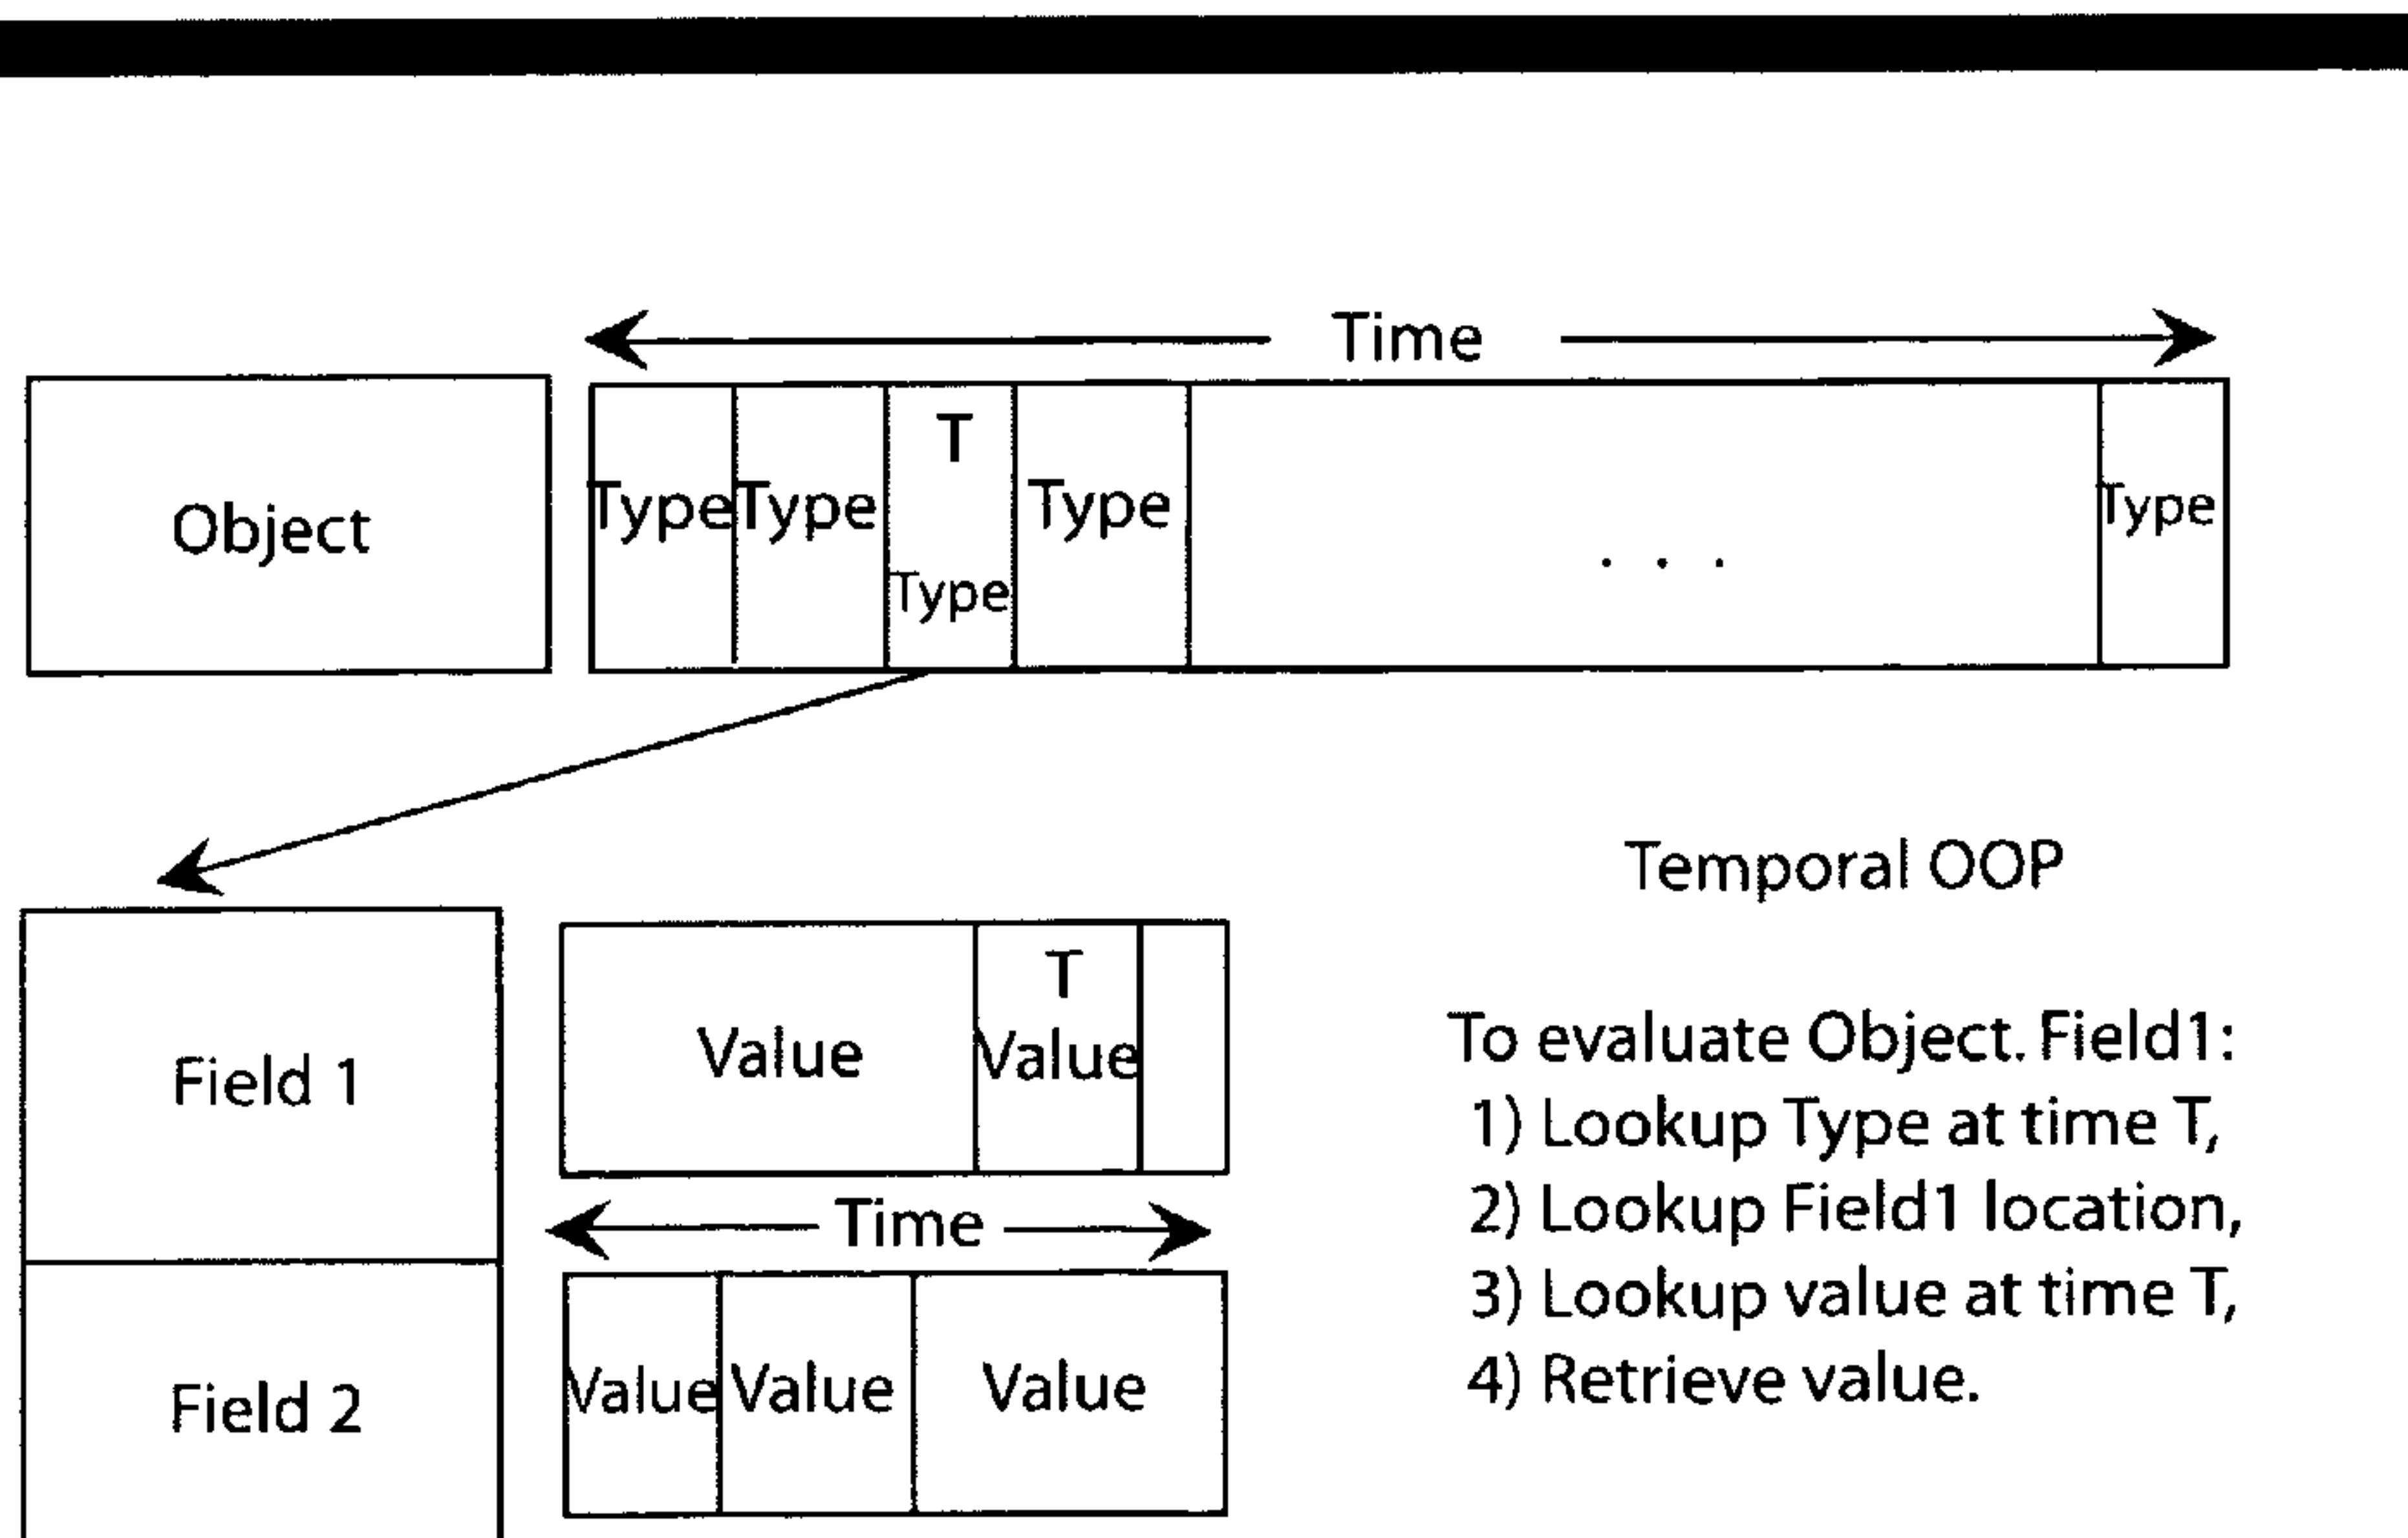 Time
Object
Type Type T Type Type . . . Type
Temporal OOP
Field 1
Value T Value
Time
Field 2
Value Value Value
To evaluate Object. Field1:
1) Lookup Type at time T,
2) Lookup Field1 location,
3) Lookup value at time T,
4) Retrieve value.